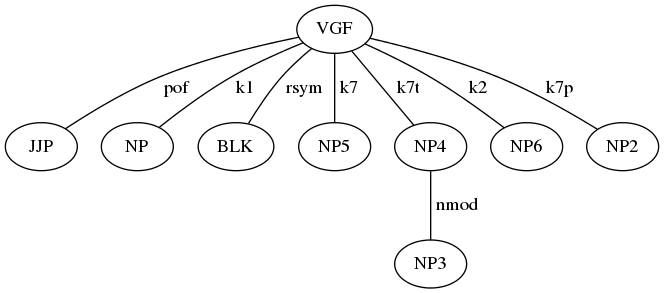 VGF
pof k1 rsym k7 k7t k2 k7p
JJP NP BLK NP5 NP4 NP6 NP2
nmod
NP3